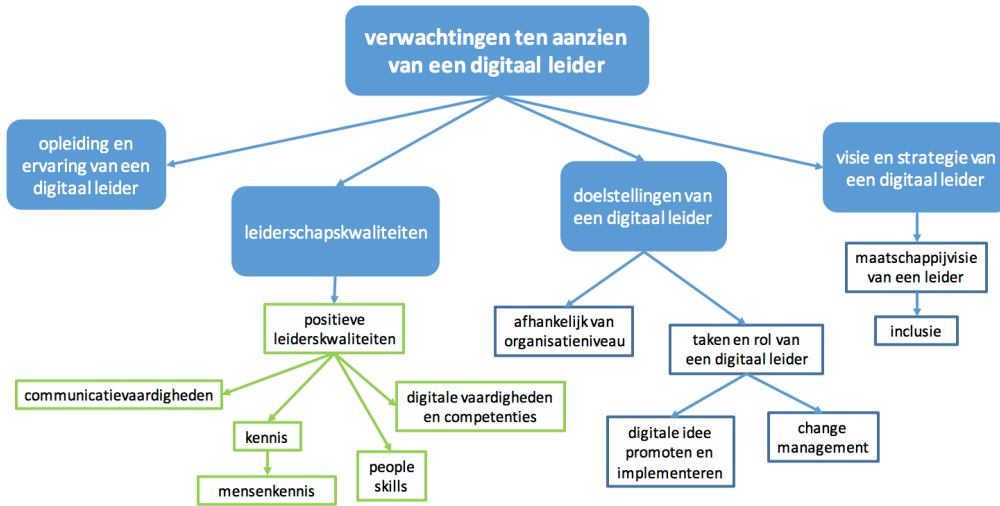 verwachtingen ten aanzien
van een digitaal leider
opleiding en
ervaring van een
digitaal leider
leiderschapskwaliteiten
doelstellingen van
een digitaal leider
visie en strategie van
een digitaal leider
maatschappijvisie
van een leider
inclusie
positieve
leiderskwaliteiten
afhankelijk van
organisatieniveau
taken en rol van
een digitaal leider
communicatievaardigheden
kennis
mensenkennis
people
skills
digitale vaardigheden
en competenties
digitale idee
promoten en
implementeren
change
management